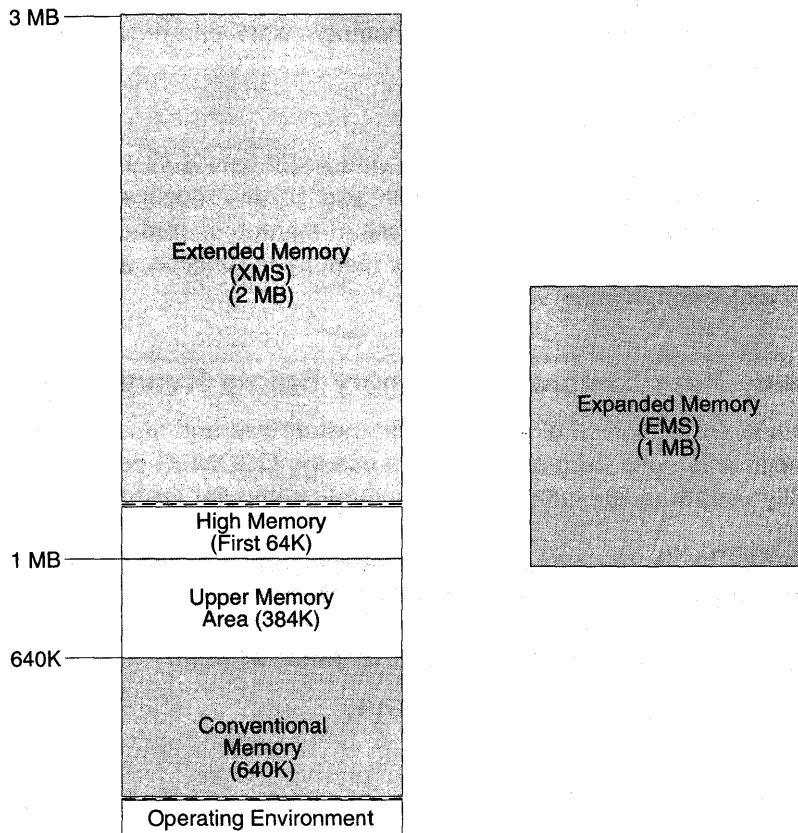 3 MB
Extended Memory
(XMS)
(2 MB)
Expanded Memory
(EMS)
(1 MB)
High Memory
(First 64K)
1 MB
Upper Memory
Area (384K)
640K
Conventional
Memory
(640K)
Operating Environment